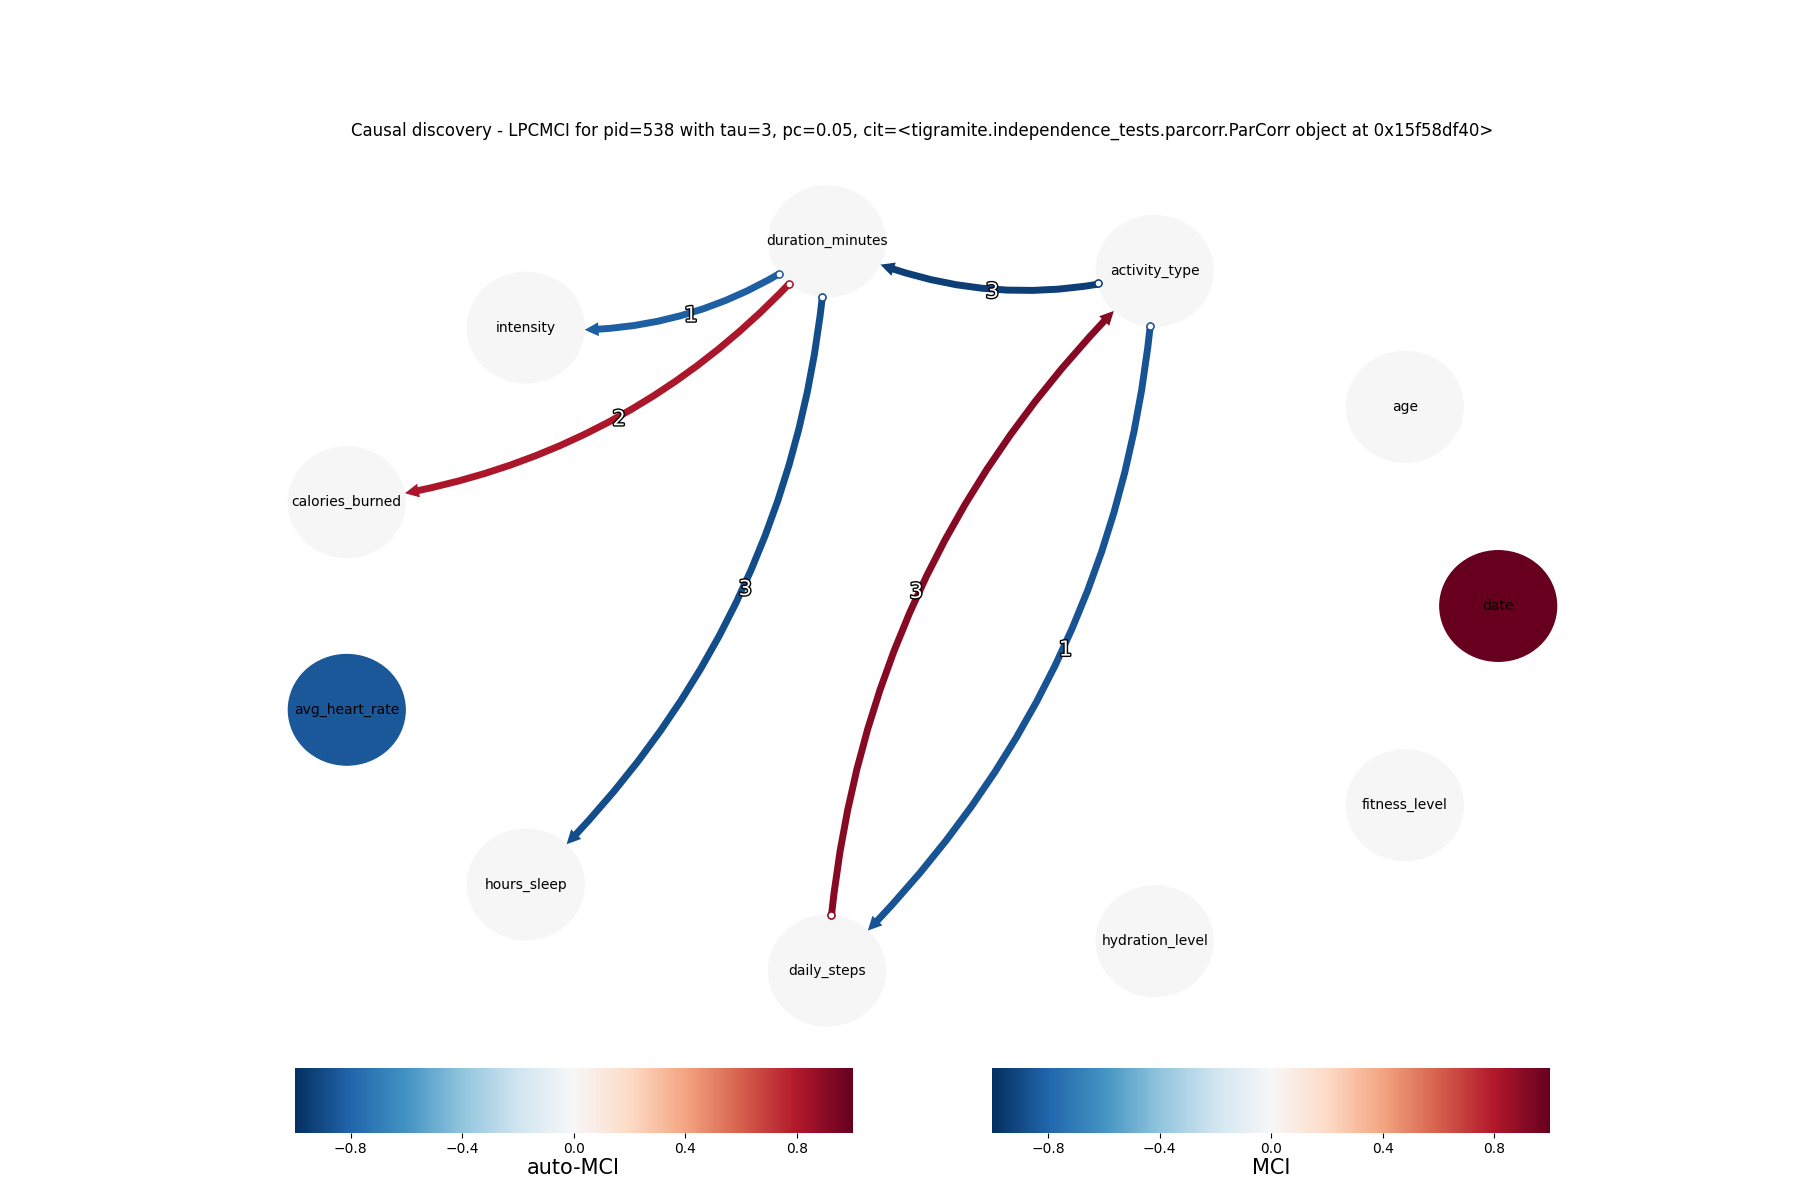 Causal discovery - LPCMCI for pid=538 with tau=3, pc=0.05, cit=<tigramite.independence_tests.parcorr.ParCorr object at 0x15f58df40>
duration_minutes
activity_type
3
intensity
1
age
2
calories_burned
3
3
date
1
avg_heart_rate
fitness_level
hours_sleep
hydration_level
daily_steps
−0.8 −0.4 0.0 0.4 0.8
auto-MCI
−0.8 −0.4 0.0 0.4 0.8
MCI